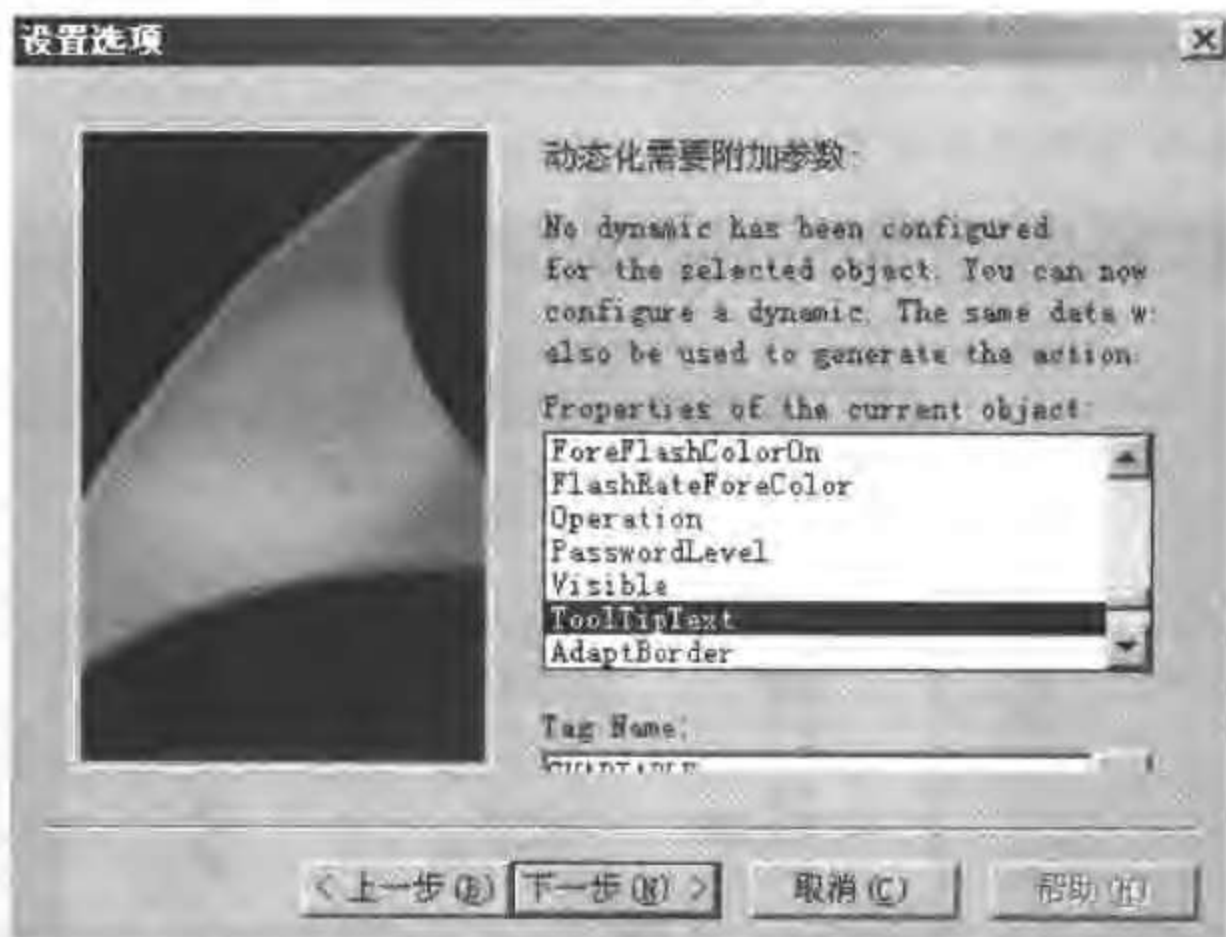 设置选项
动态化需要附加参数:
No dynamic has been configured
for the selected object. You can now
configure a dynamic. The same data w
also be used to generate the action
Properties of the current object:
ForeFlashColorOn
FlashRateForeColor
Operation
PasswordLevel
Visible
ToolTipText
AdaptBorder
Tag Name:
< 上一步(B) 下一步(N) > 取消(C) 帮助(H)